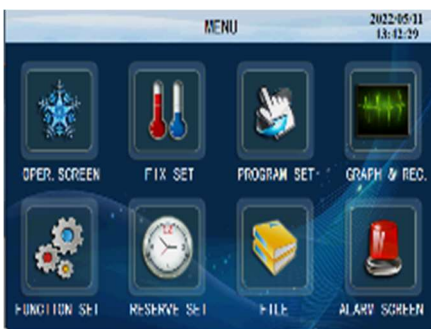 MENU
2022/05/11
13:42:29
OPER. SCREEN
FIX SET
PROGRAM SET
GRAPH & REC.
12
FUNCTION SET
RESERVE SET
FILE
ALARM SCREEN